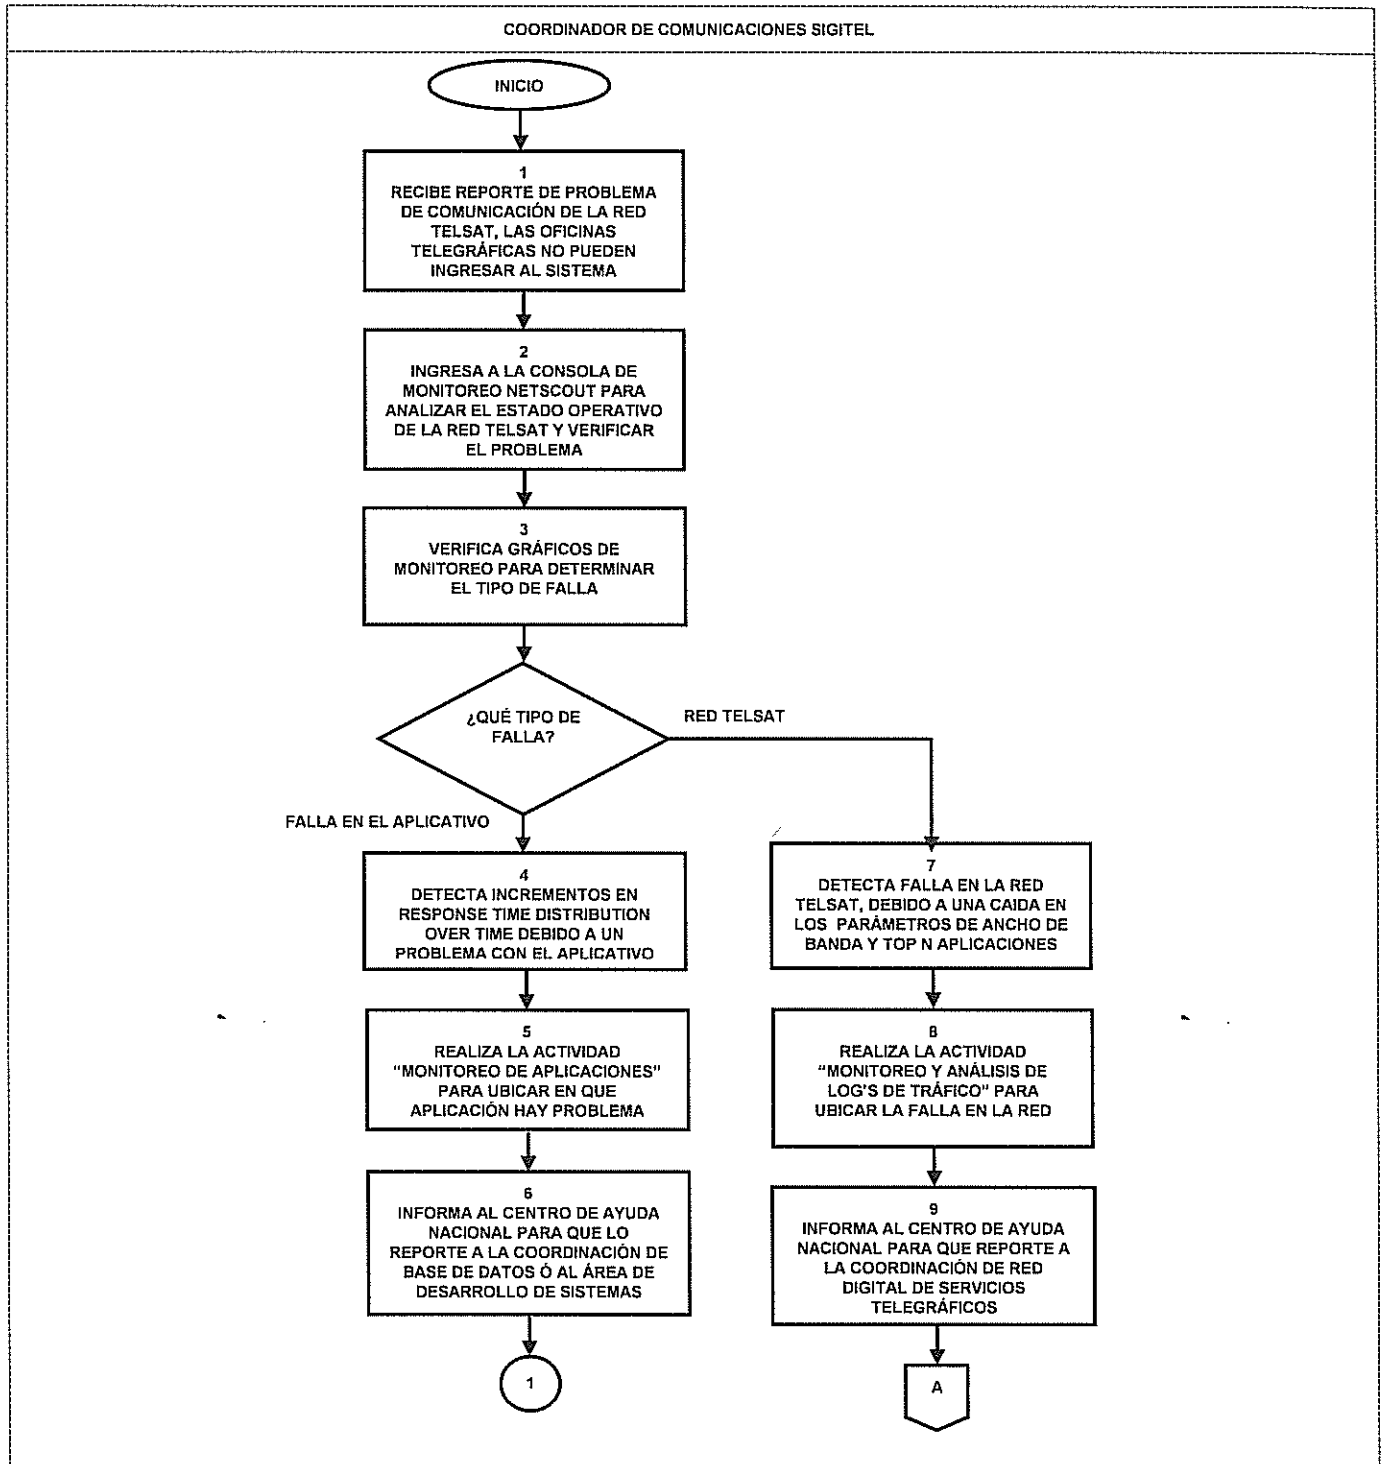 COORDINADOR DE COMUNICACIONES SIGITEL
INICIO
1
RECIBE REPORTE DE PROBLEMA
DE COMUNICACIÓN DE LA RED
TELSAT, LAS OFICINAS
TELEGRÁFICAS NO PUEDEN
INGRESAR AL SISTEMA
2
INGRESA A LA CONSOLA DE
MONITOREO NETSCOUT PARA
ANALIZAR EL ESTADO OPERATIVO
DE LA RED TELSAT Y VERIFICAR
EL PROBLEMA
3
VERIFICA GRÁFICOS DE
MONITOREO PARA DETERMINAR
EL TIPO DE FALLA
¿QUÉ TIPO DE
FALLA?
RED TELSAT
FALLA EN EL APLICATIVO
4
DETECTA INCREMENTOS EN
RESPONSE TIME DISTRIBUTION
OVER TIME DEBIDO A UN
PROBLEMA CON EL APLICATIVO
5
REALIZA LA ACTIVIDAD
“MONITOREO DE APLICACIONES”
PARA UBICAR EN QUE
APLICACIÓN HAY PROBLEMA
6
INFORMA AL CENTRO DE AYUDA
NACIONAL PARA QUE LO
REPORTE A LA COORDINACIÓN DE
BASE DE DATOS Ó AL ÁREA DE
DESARROLLO DE SISTEMAS
1
7
DETECTA FALLA EN LA RED
TELSAT, DEBIDO A UNA CAIDA EN
LOS PARÁMETROS DE ANCHO DE
BANDA Y TOP N APLICACIONES
8
REALIZA LA ACTIVIDAD
“MONITOREO Y ANÁLISIS DE
LOG'S DE TRÁFICO” PARA
UBICAR LA FALLA EN LA RED
9
INFORMA AL CENTRO DE AYUDA
NACIONAL PARA QUE REPORTE A
LA COORDINACIÓN DE RED
DIGITAL DE SERVICIOS
TELEGRÁFICOS
A